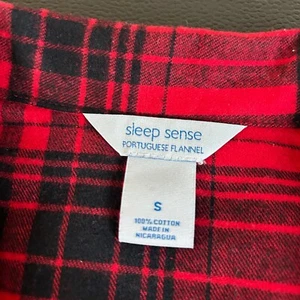 sleep sense
PORTUGUESE FLANNEL
S
100% COTTON
MADE IN
NICARAGUA